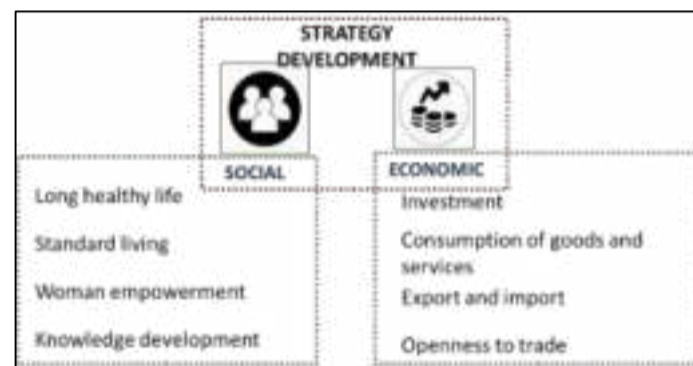 STRATEGY
DEVELOPMENT
SOCIAL
Long healthy life
Standard living
Woman empowerment
Knowledge development
ECONOMIC
Investment
Consumption of goods and
services
Export and import
Openness to trade